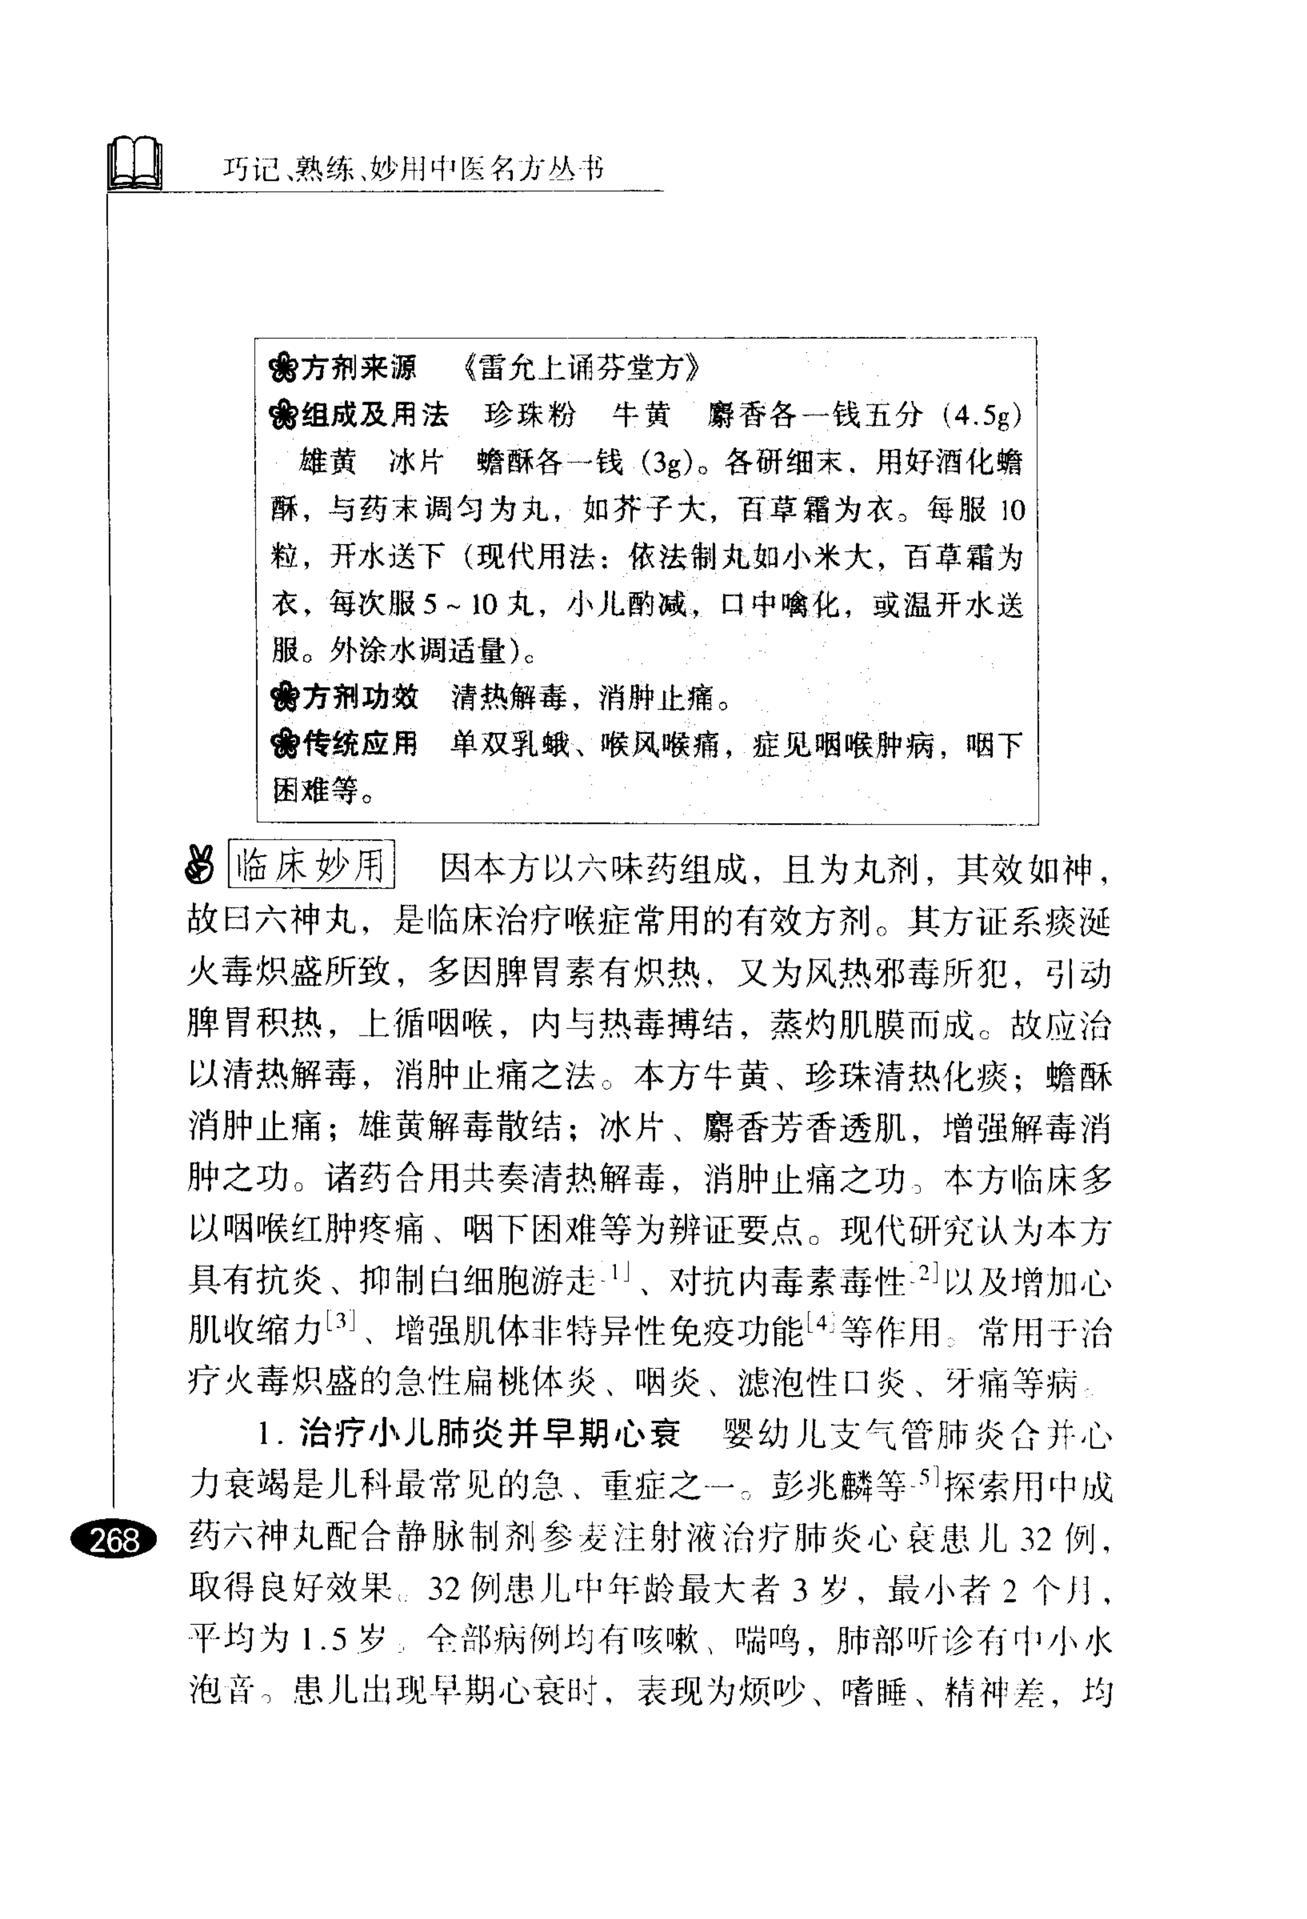 巧记、熟练、妙用中医名方丛书
方剂来源 《雷允上诵芬堂方》
组成及用法 珍珠粉 牛黄 麝香各一钱五分（4.5g）
雄黄 冰片 蟾酥各一钱（3g）。各研细末，用好酒化蟾
酥，与药末调匀为丸，如芥子大，百草霜为衣。每服 10
粒，开水送下（现代用法：依法制丸如小米大，百草霜为
衣，每次服 5～10 丸，小儿酌减，口中噙化，或温开水送
服。外涂水调适量）。
方剂功效 清热解毒，消肿止痛。
传统应用 单双乳蛾、喉风喉痛，症见咽喉肿病，咽下
困难等。
临床妙用 因本方以六味药组成，且为丸剂，其效如神，
故曰六神丸，是临床治疗喉症常用的有效方剂。其方证系痰涎
火毒炽盛所致，多因脾胃素有炽热，又为风热邪毒所犯，引动
脾胃积热，上循咽喉，内与热毒搏结，蒸灼肌膜而成。故应治
以清热解毒，消肿止痛之法。本方牛黄、珍珠清热化痰；蟾酥
消肿止痛；雄黄解毒散结；冰片、麝香芳香透肌，增强解毒消
肿之功。诸药合用共奏清热解毒，消肿止痛之功。本方临床多
以咽喉红肿疼痛、咽下困难等为辨证要点。现代研究认为本方
具有抗炎、抑制白细胞游走[1]、对抗内毒素毒性[2]以及增加心
肌收缩力[3]、增强肌体非特异性免疫功能[4]等作用。常用于治
疗火毒炽盛的急性扁桃体炎、咽炎、滤泡性口炎、牙痛等病。
1. 治疗小儿肺炎并早期心衰 婴幼儿支气管肺炎合并心
力衰竭是儿科最常见的急、重症之一。彭兆麟等[5]探索用中成
药六神丸配合静脉制剂参麦注射液治疗肺炎心衰患儿 32 例，
取得良好效果。32 例患儿中年龄最大者 3 岁，最小者 2 个月，
平均为 1.5 岁。全部病例均有咳嗽、喘鸣，肺部听诊有中小水
泡音。患儿出现早期心衰时，表现为烦吵、嗜睡、精神差，均
268